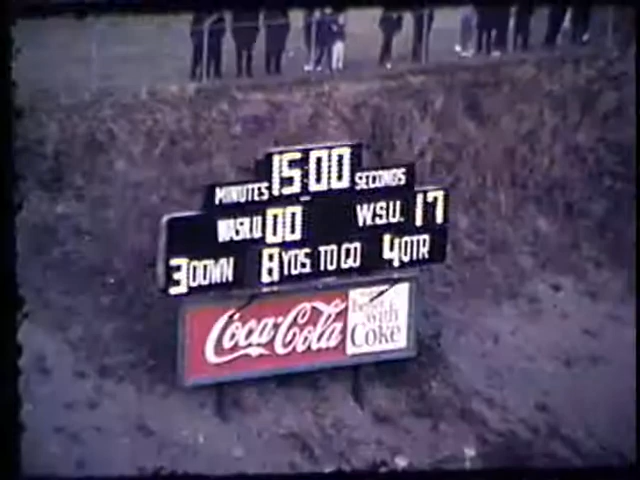 MINUTES 15:00 SECONDS
WASH.U 00 W.S.U. 17
3 DOWN 8 YDS. TO GO 4 QTR
Coca-Cola
better
with
Coke